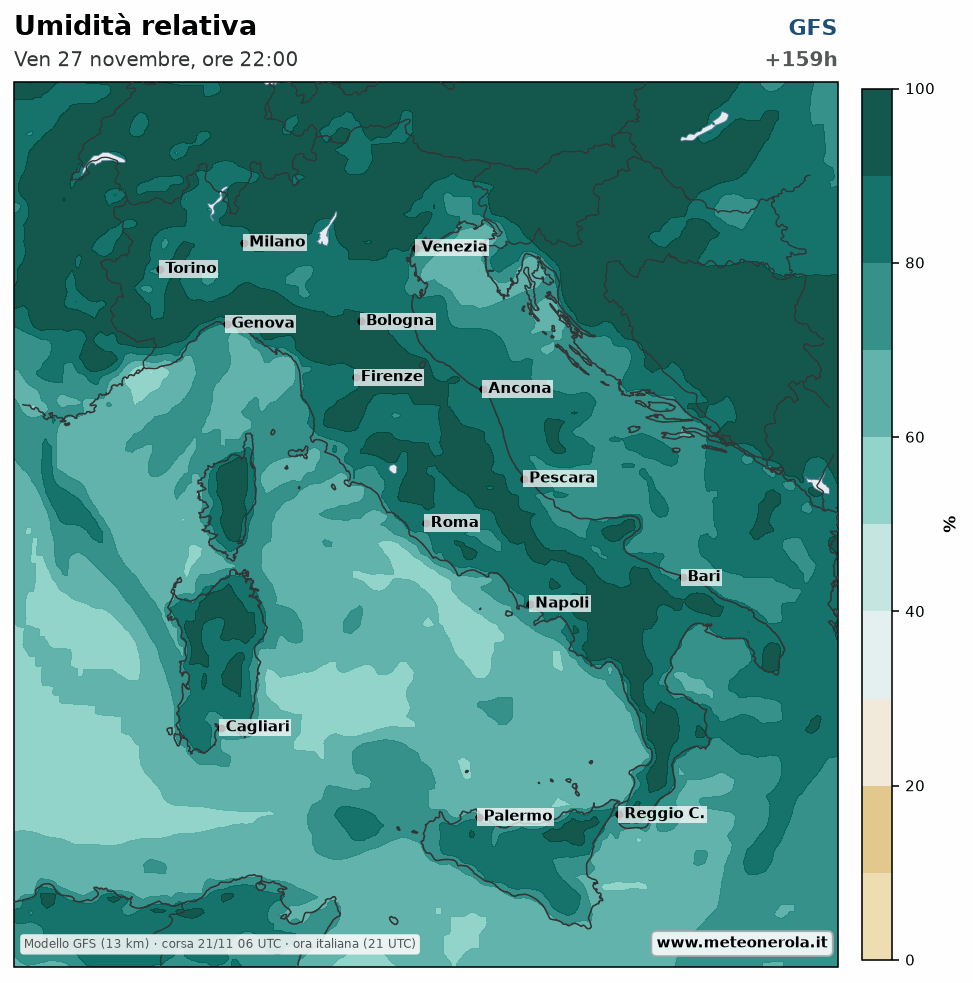 Umidità relativa
GFS
Ven 27 novembre, ore 22:00
+159h
100
80
60
40
20
0
%
Milano
Venezia
Torino
Genova
Bologna
Firenze
Ancona
Pescara
Roma
Bari
Napoli
Cagliari
Palermo
Reggio C.
Modello GFS (13 km) · corsa 21/11 06 UTC · ora italiana (21 UTC)
www.meteonerola.it